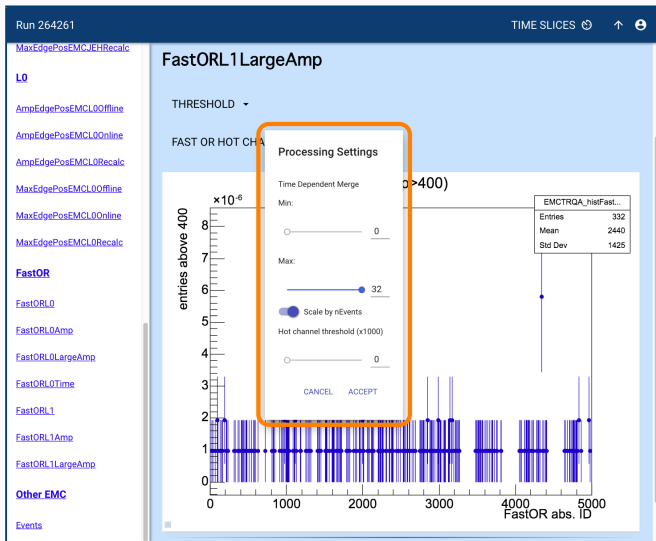 Run 264261
TIME SLICES
MaxEdgePosEMCJEHRecalc
L0
AmpEdgePosEMCL0Offline
AmpEdgePosEMCL0Online
AmpEdgePosEMCL0Recalc
MaxEdgePosEMCL0Offline
MaxEdgePosEMCL0Online
MaxEdgePosEMCL0Recalc
FastOR
FastORL0
FastORL0Amp
FastORL0LargeAmp
FastORL0Time
FastORL1
FastORL1Amp
FastORL1LargeAmp
Other EMC
Events
FastORL1LargeAmp
THRESHOLD
FAST OR HOT CHA
Processing Settings
Time Dependent Merge
Min:
0
Max:
32
Scale by nEvents
Hot channel threshold (x1000)
0
CANCEL ACCEPT
p>400)
×10-6
EMCTRQA_histFast...
Entries 332
Mean 2440
Std Dev 1425
entries above 400
8
7
6
5
4
3
2
1
0
0 1000 2000 3000 4000 5000
FastOR abs. ID